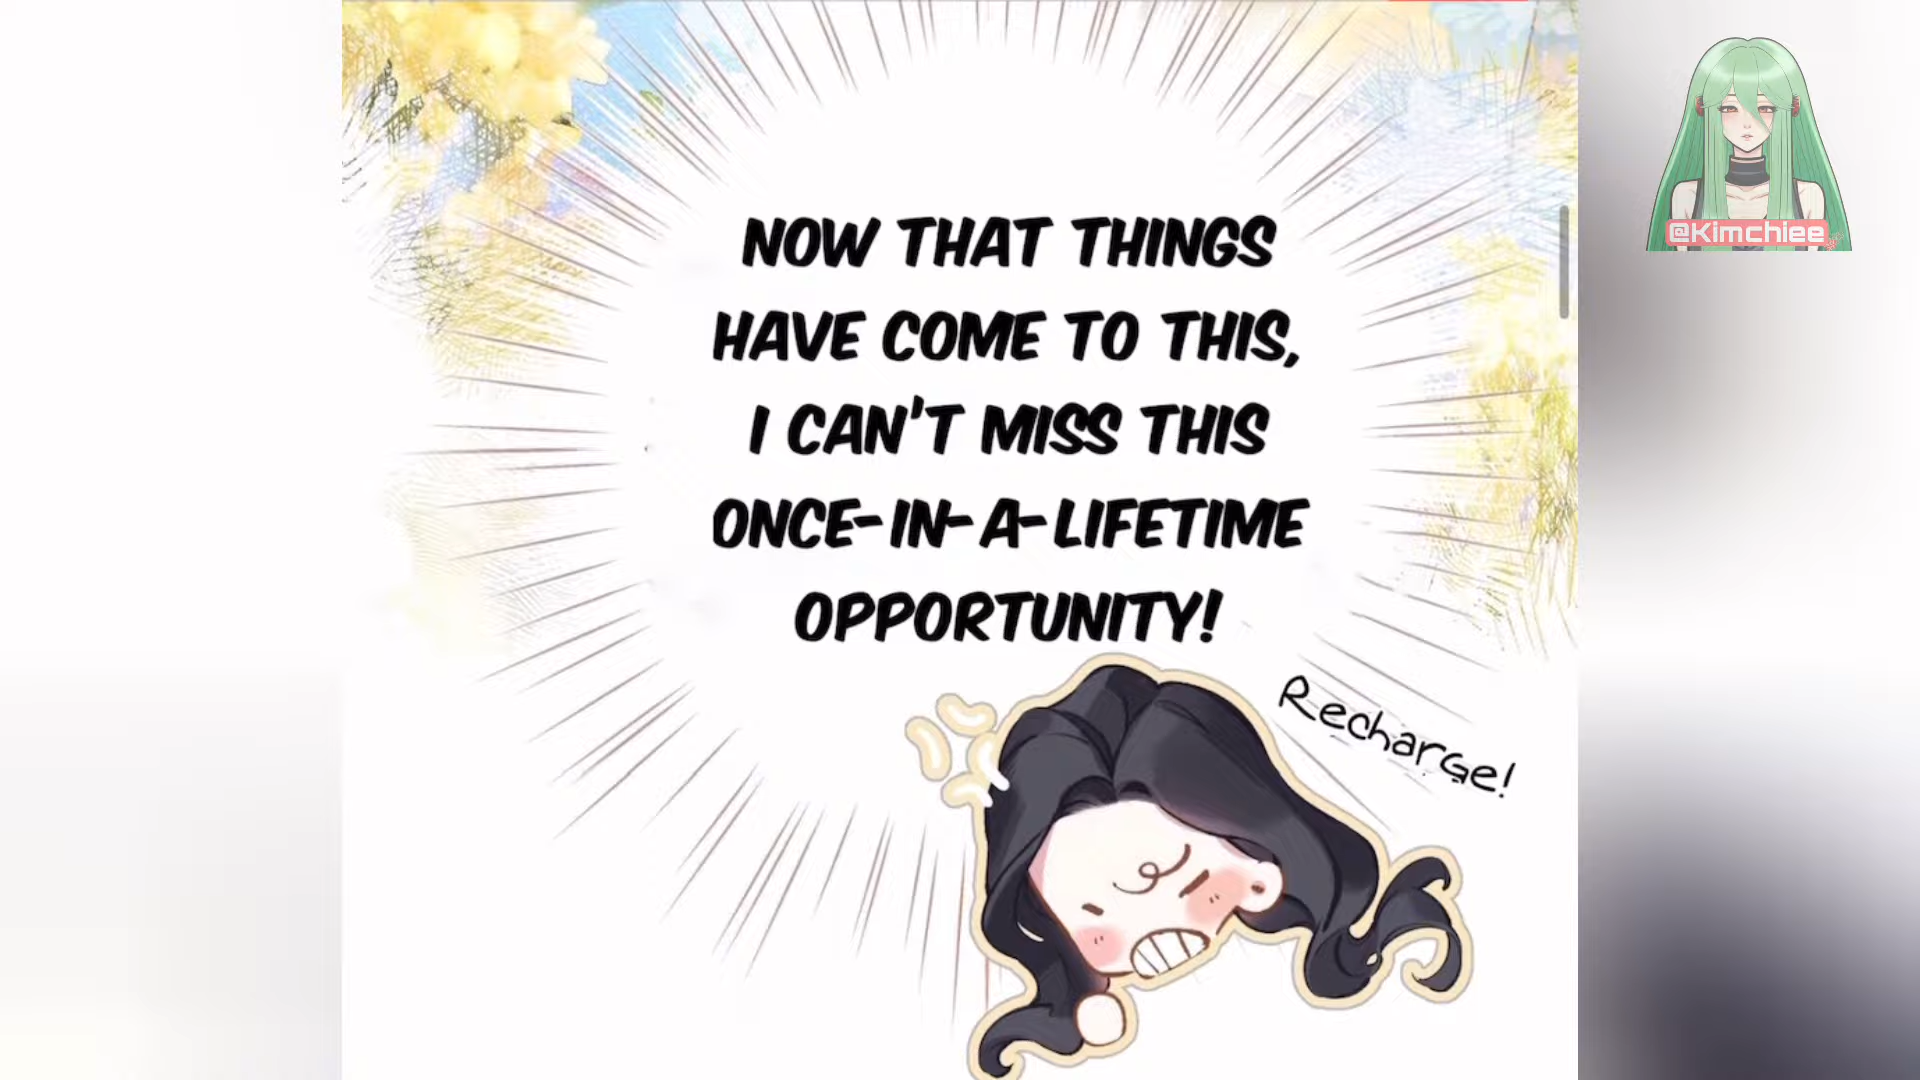 NOW THAT THINGS
HAVE COME TO THIS,
I CAN'T MISS THIS
ONCE-IN-A-LIFETIME
OPPORTUNITY!
Recharge!
@Kimchiee